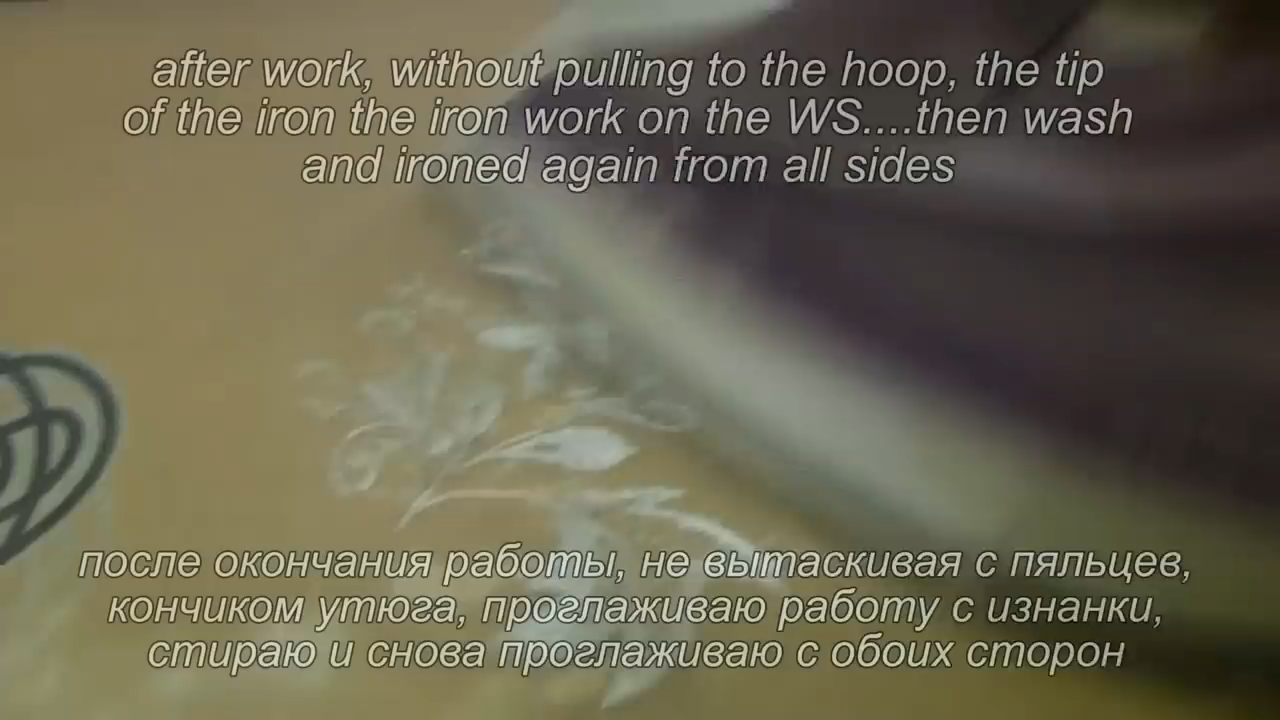 after work, without pulling to the hoop, the tip
of the iron the iron work on the WS....then wash
and ironed again from all sides
после окончания работы, не вытаскивая с пяльцев,
кончиком утюга, проглаживаю работу с изнанки,
стираю и снова проглаживаю с обоих сторон